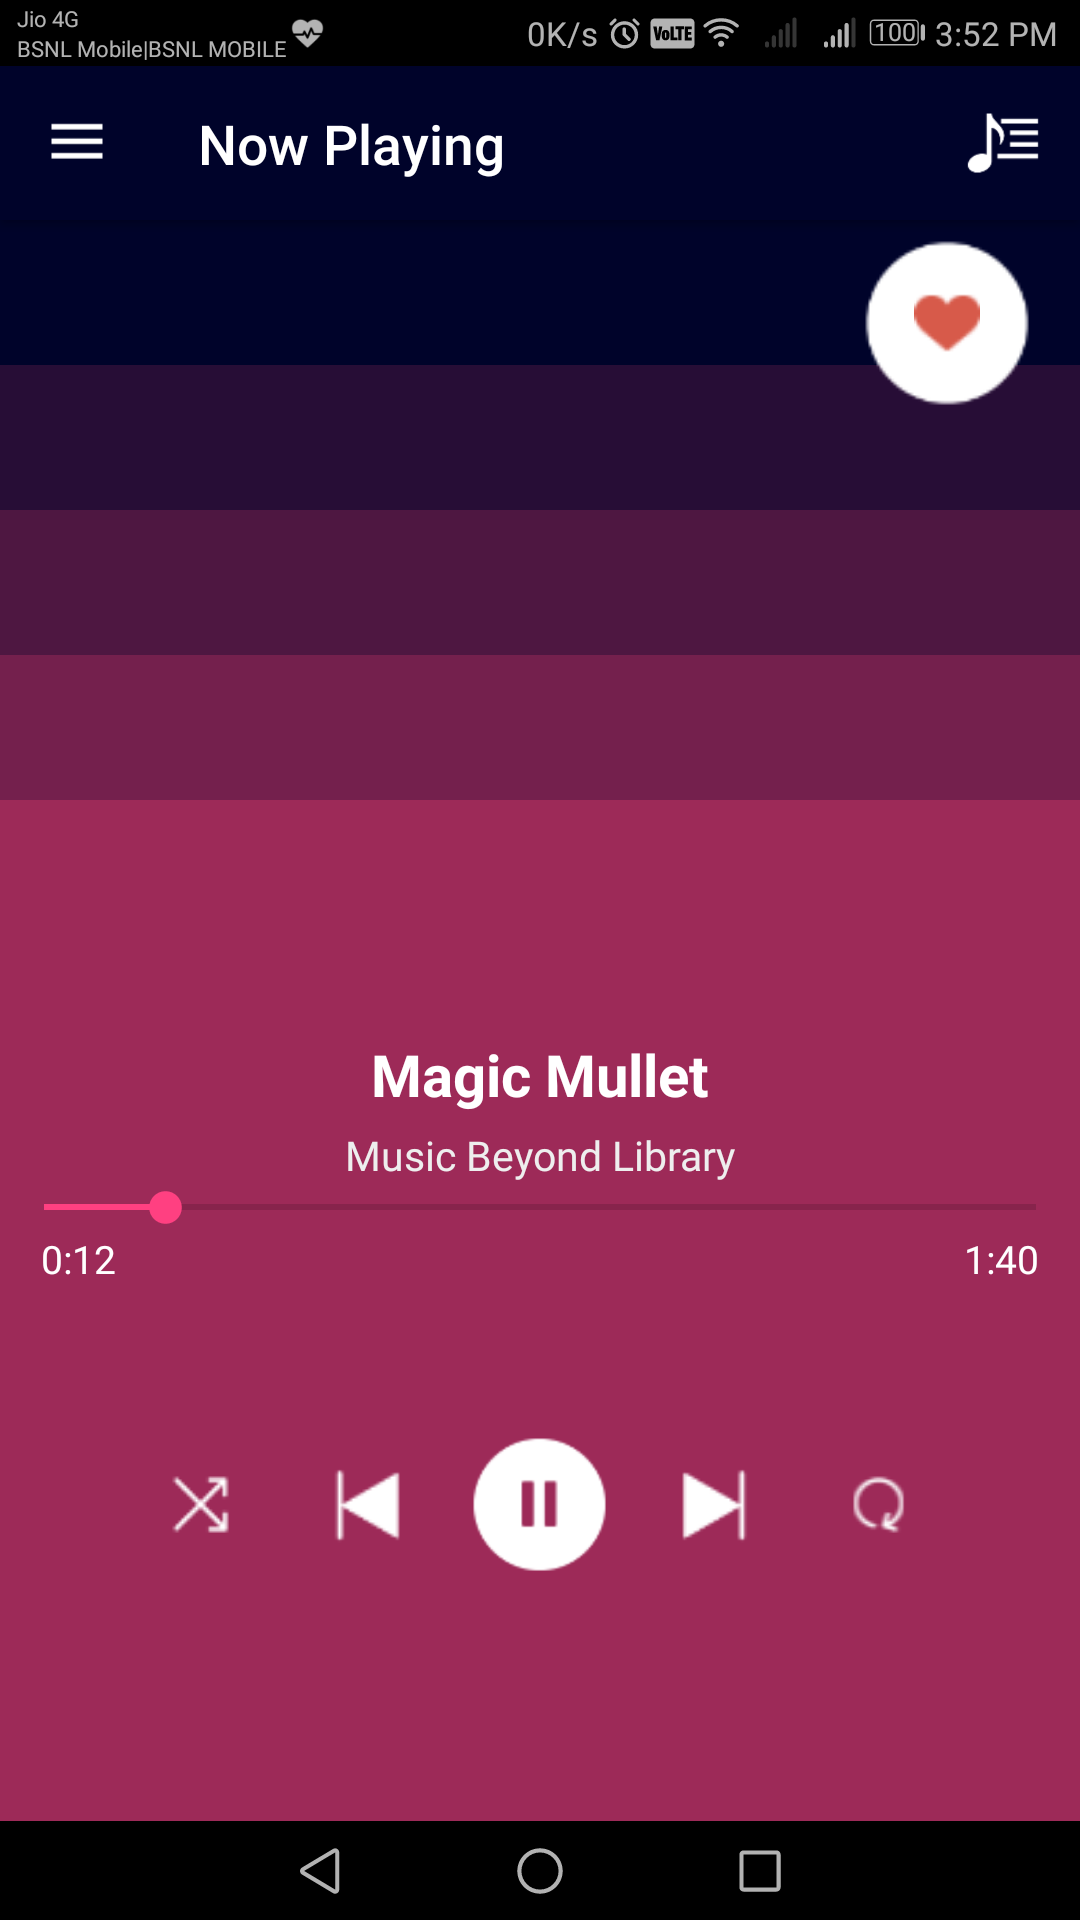 Jio 4G
BSNL Mobile|BSNL MOBILE
0K/s VoLTE 100 3:52 PM
Now Playing
Magic Mullet
Music Beyond Library
0:12 1:40